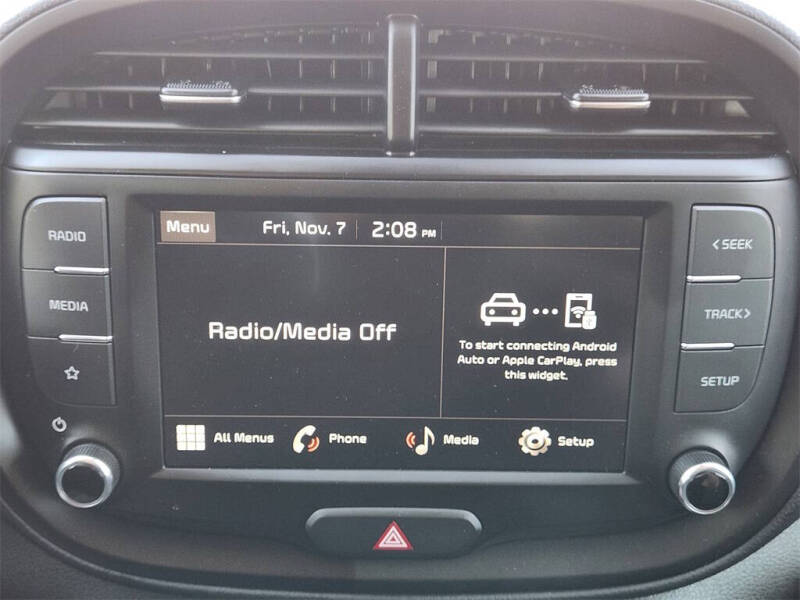 RADIO
MEDIA
Menu
Fri, Nov. 7
2:08 PM
Radio/Media Off
To start connecting Android
Auto or Apple CarPlay, press
this widget.
All Menus
Phone
Media
Setup
<SEEK
TRACK>
SETUP